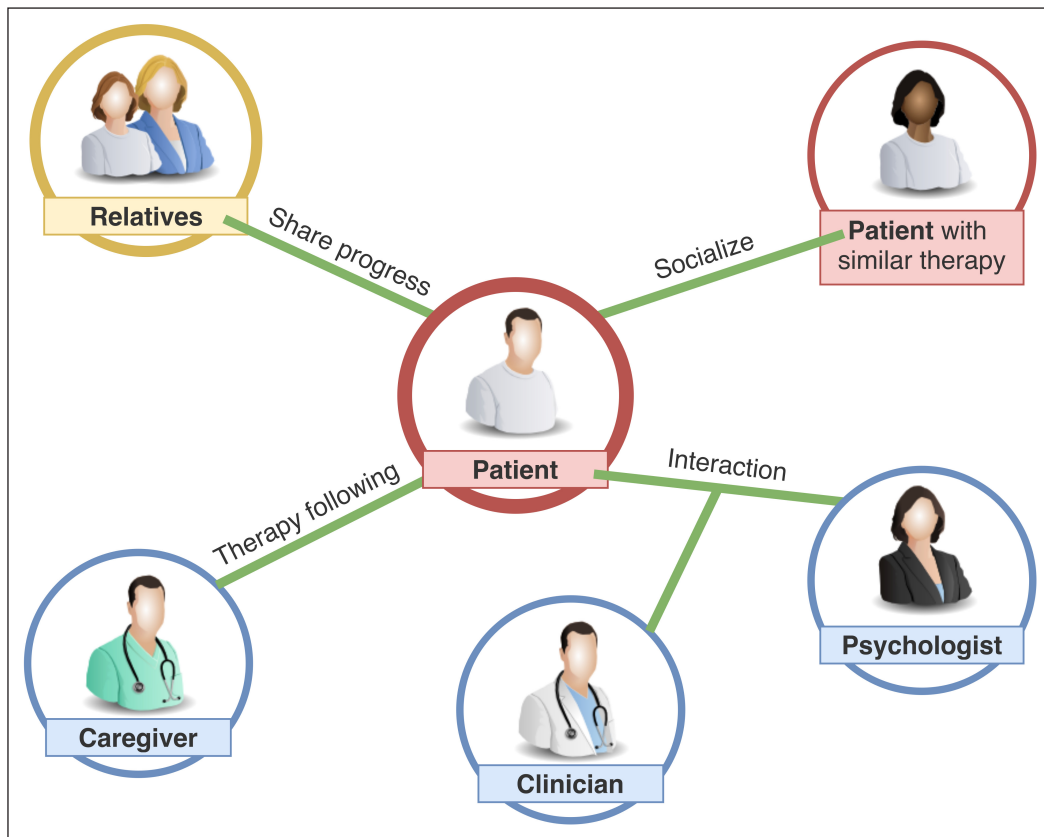 Relatives
Share progress
Socialize
Patient with
similar therapy
Patient
Interaction
Therapy following
Psychologist
Caregiver
Clinician